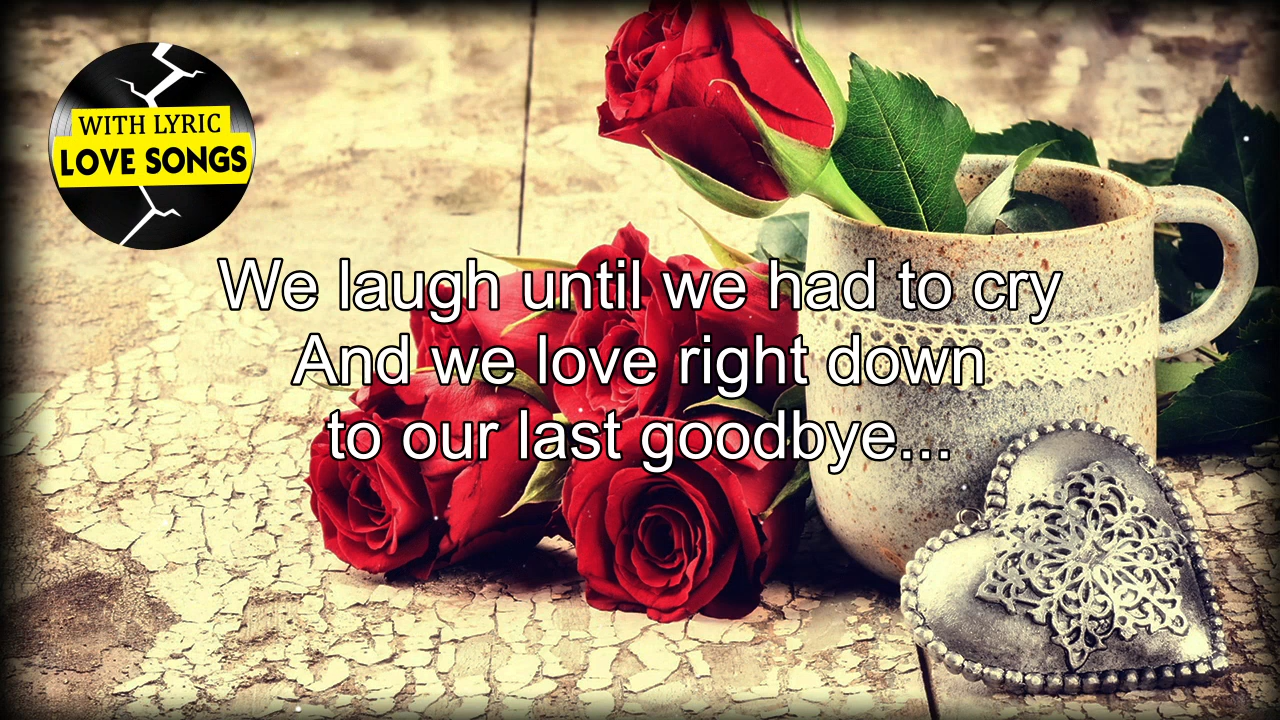 WITH LYRIC
LOVE SONGS
We laugh until we had to cry
And we love right down
to our last goodbye...